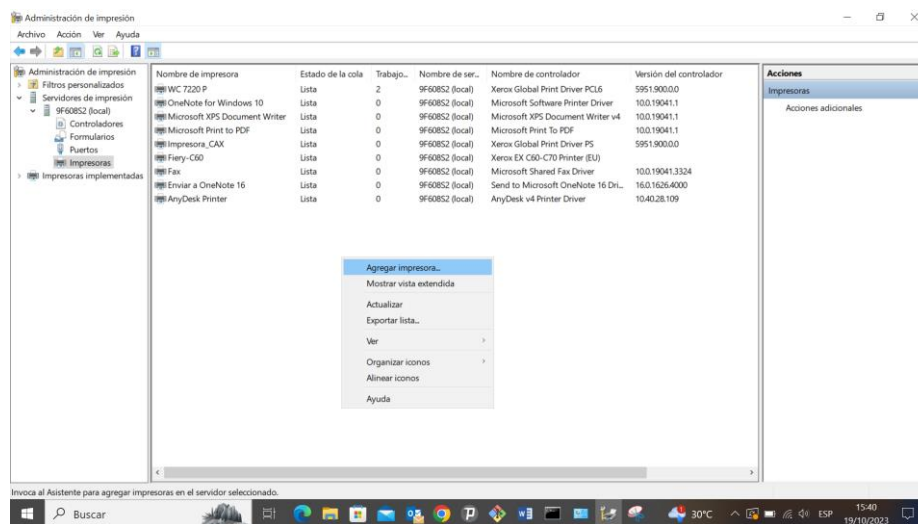 Administración de impresión
Archivo Acción Ver Ayuda
Administración de impresión
Filtros personalizados
Servidores de impresión
9F608S2 (local)
Controladores
Formularios
Puertos
Impresoras
Impresoras implementadas
Nombre de impresora Estado de la cola Trabajo... Nombre de ser... Nombre de controlador Versión del controlador
WC 7220 P Lista 2 9F608S2 (local) Xerox Global Print Driver PCL6 5951.900.0.0
OneNote for Windows 10 Lista 0 9F608S2 (local) Microsoft Software Printer Driver 10.0.19041.1
Microsoft XPS Document Writer Lista 0 9F608S2 (local) Microsoft XPS Document Writer v4 10.0.19041.1
Microsoft Print to PDF Lista 0 9F608S2 (local) Microsoft Print To PDF 10.0.19041.1
Impresora_CAX Lista 0 9F608S2 (local) Xerox Global Print Driver PS 5951.900.0.0
Fiery-C60 Lista 0 9F608S2 (local) Xerox EX C60-C70 Printer (EU)
Fax Lista 0 9F608S2 (local) Microsoft Shared Fax Driver 10.0.19041.3324
Enviar a OneNote 16 Lista 0 9F608S2 (local) Send to Microsoft OneNote 16 Dri... 16.0.1626.4000
AnyDesk Printer Lista 0 9F608S2 (local) AnyDesk v4 Printer Driver 10.40.28.109
Agregar impresora...
Mostrar vista extendida
Actualizar
Exportar lista...
Ver
Organizar iconos
Alinear iconos
Ayuda
Acciones
Impresoras
Acciones adicionales
Invoca al Asistente para agregar impresoras en el servidor seleccionado.
Buscar
30°C
ESP
15:40
19/10/2023